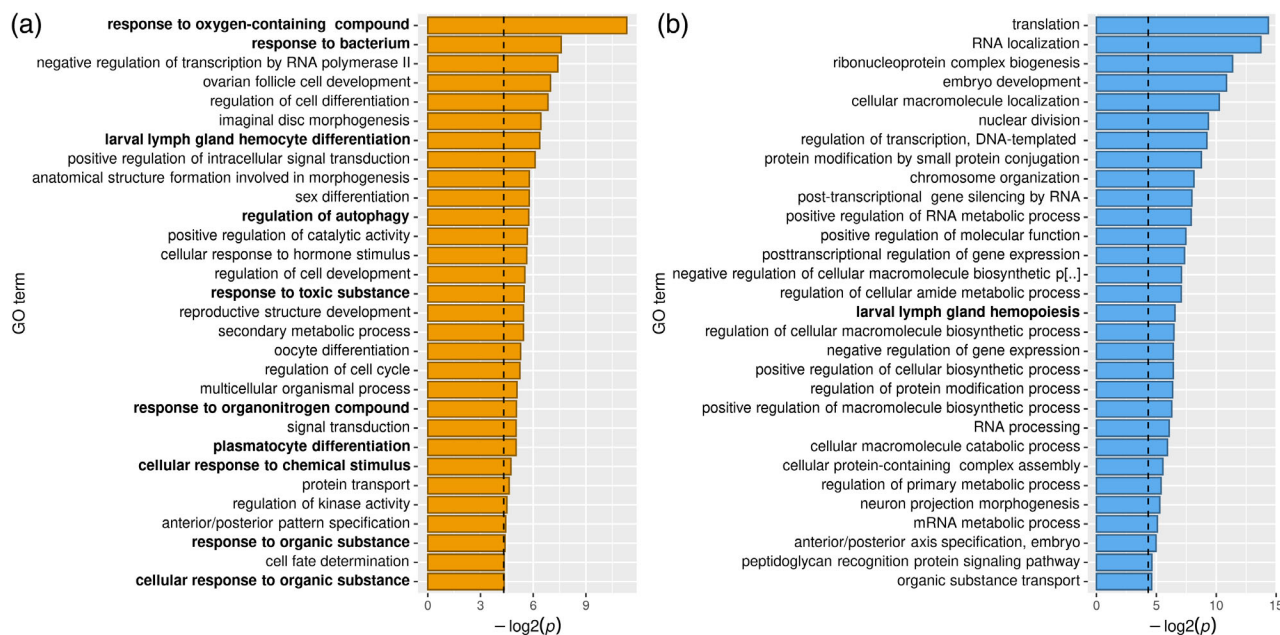 (a)
response to oxygen-containing compound
response to bacterium
negative regulation of transcription by RNA polymerase II
ovarian follicle cell development
regulation of cell differentiation
imaginal disc morphogenesis
larval lymph gland hemocyte differentiation
positive regulation of intracellular signal transduction
anatomical structure formation involved in morphogenesis
sex differentiation
regulation of autophagy
positive regulation of catalytic activity
cellular response to hormone stimulus
regulation of cell development
response to toxic substance
reproductive structure development
secondary metabolic process
oocyte differentiation
regulation of cell cycle
multicellular organismal process
response to organonitrogen compound
signal transduction
plasmatocyte differentiation
cellular response to chemical stimulus
protein transport
regulation of kinase activity
anterior/posterior pattern specification
response to organic substance
cell fate determination
cellular response to organic substance
GO term
0 3 6 9
−log2(p)
(b)
translation
RNA localization
ribonucleoprotein complex biogenesis
embryo development
cellular macromolecule localization
nuclear division
regulation of transcription, DNA-templated
protein modification by small protein conjugation
chromosome organization
post-transcriptional gene silencing by RNA
positive regulation of RNA metabolic process
positive regulation of molecular function
posttranscriptional regulation of gene expression
negative regulation of cellular macromolecule biosynthetic p[..]
regulation of cellular amide metabolic process
larval lymph gland hemopoiesis
regulation of cellular macromolecule biosynthetic process
negative regulation of gene expression
positive regulation of cellular biosynthetic process
regulation of protein modification process
positive regulation of macromolecule biosynthetic process
RNA processing
cellular macromolecule catabolic process
cellular protein-containing complex assembly
regulation of primary metabolic process
neuron projection morphogenesis
mRNA metabolic process
anterior/posterior axis specification, embryo
peptidoglycan recognition protein signaling pathway
organic substance transport
GO term
0 5 10 15
−log2(p)